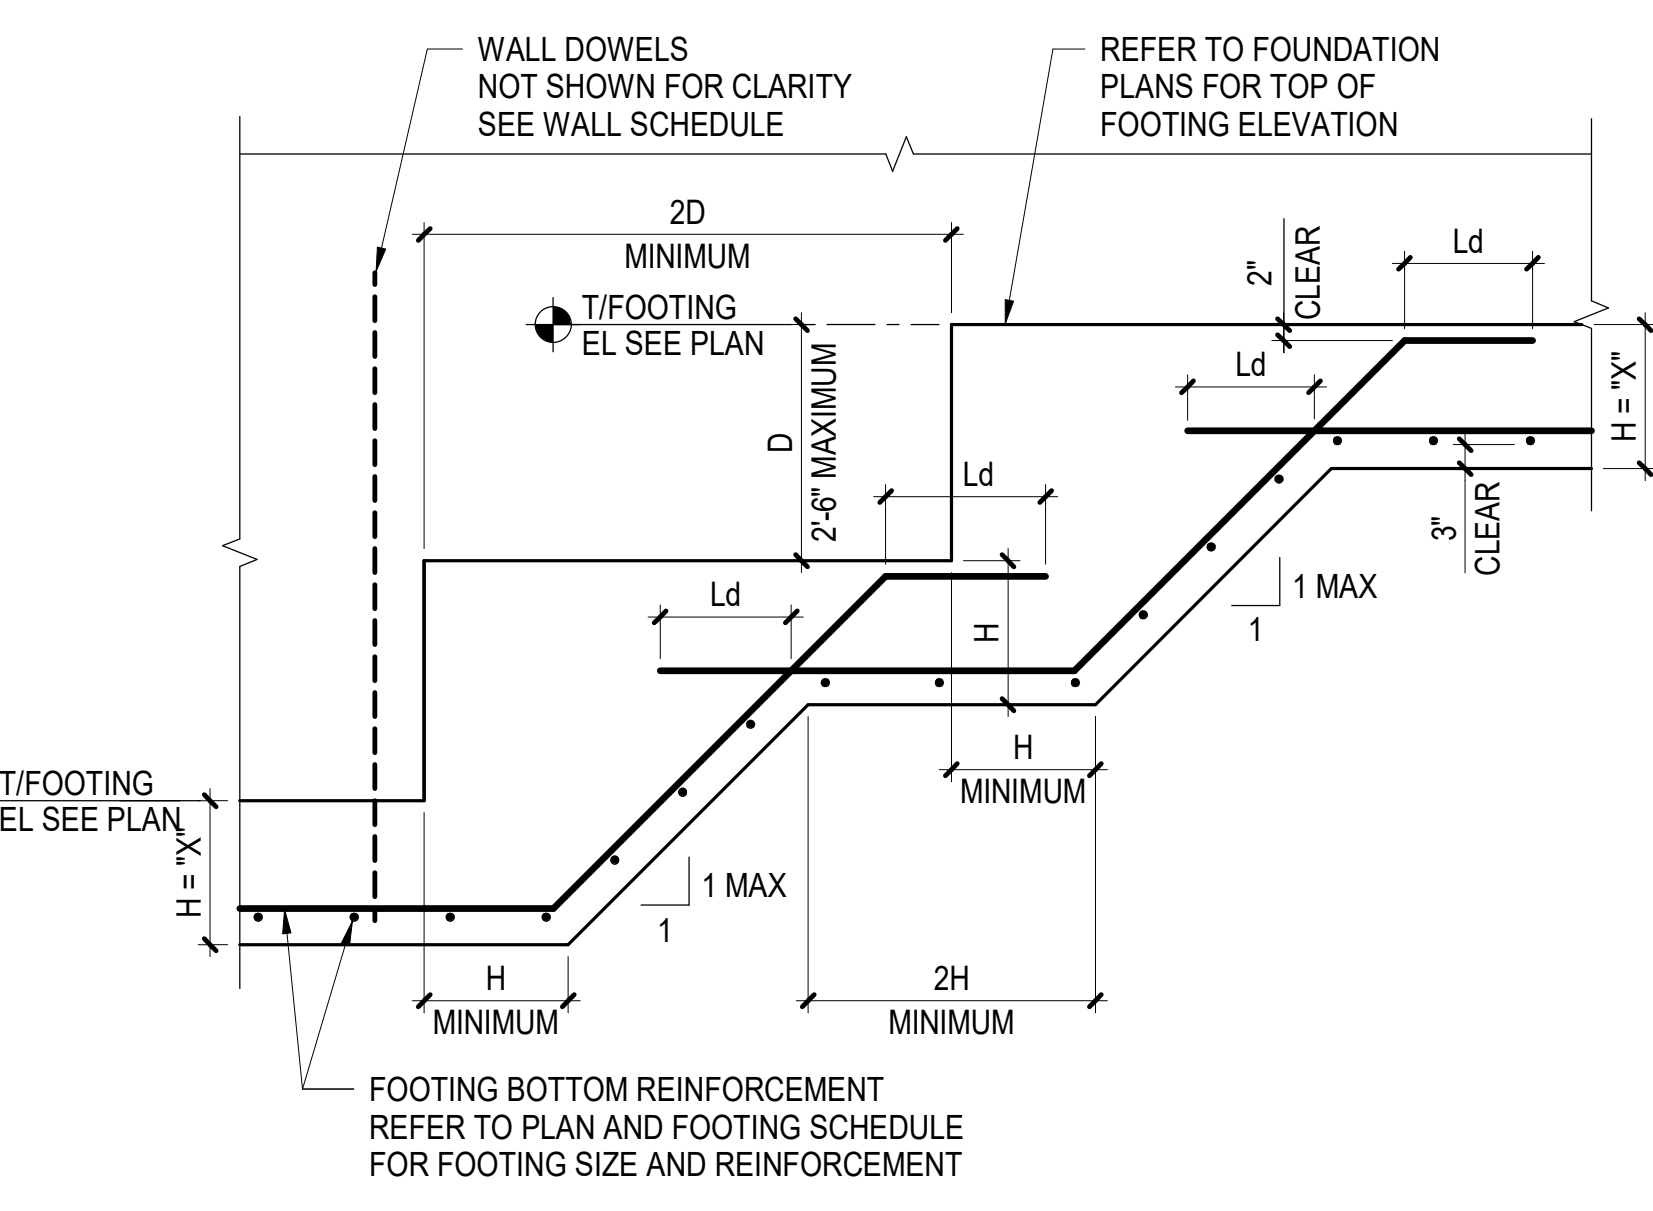 WALL DOWELS
NOT SHOWN FOR CLARITY
SEE WALL SCHEDULE
REFER TO FOUNDATION
PLANS FOR TOP OF
FOOTING ELEVATION
2D
MINIMUM
T/FOOTING
EL SEE PLAN
D
2'-6" MAXIMUM
2"
CLEAR
Ld
Ld
H = "X"
Ld
3"
CLEAR
Ld
H
1 MAX
1
H
MINIMUM
T/FOOTING
EL SEE PLAN
H = "X"
1 MAX
1
H
MINIMUM
2H
MINIMUM
FOOTING BOTTOM REINFORCEMENT
REFER TO PLAN AND FOOTING SCHEDULE
FOR FOOTING SIZE AND REINFORCEMENT